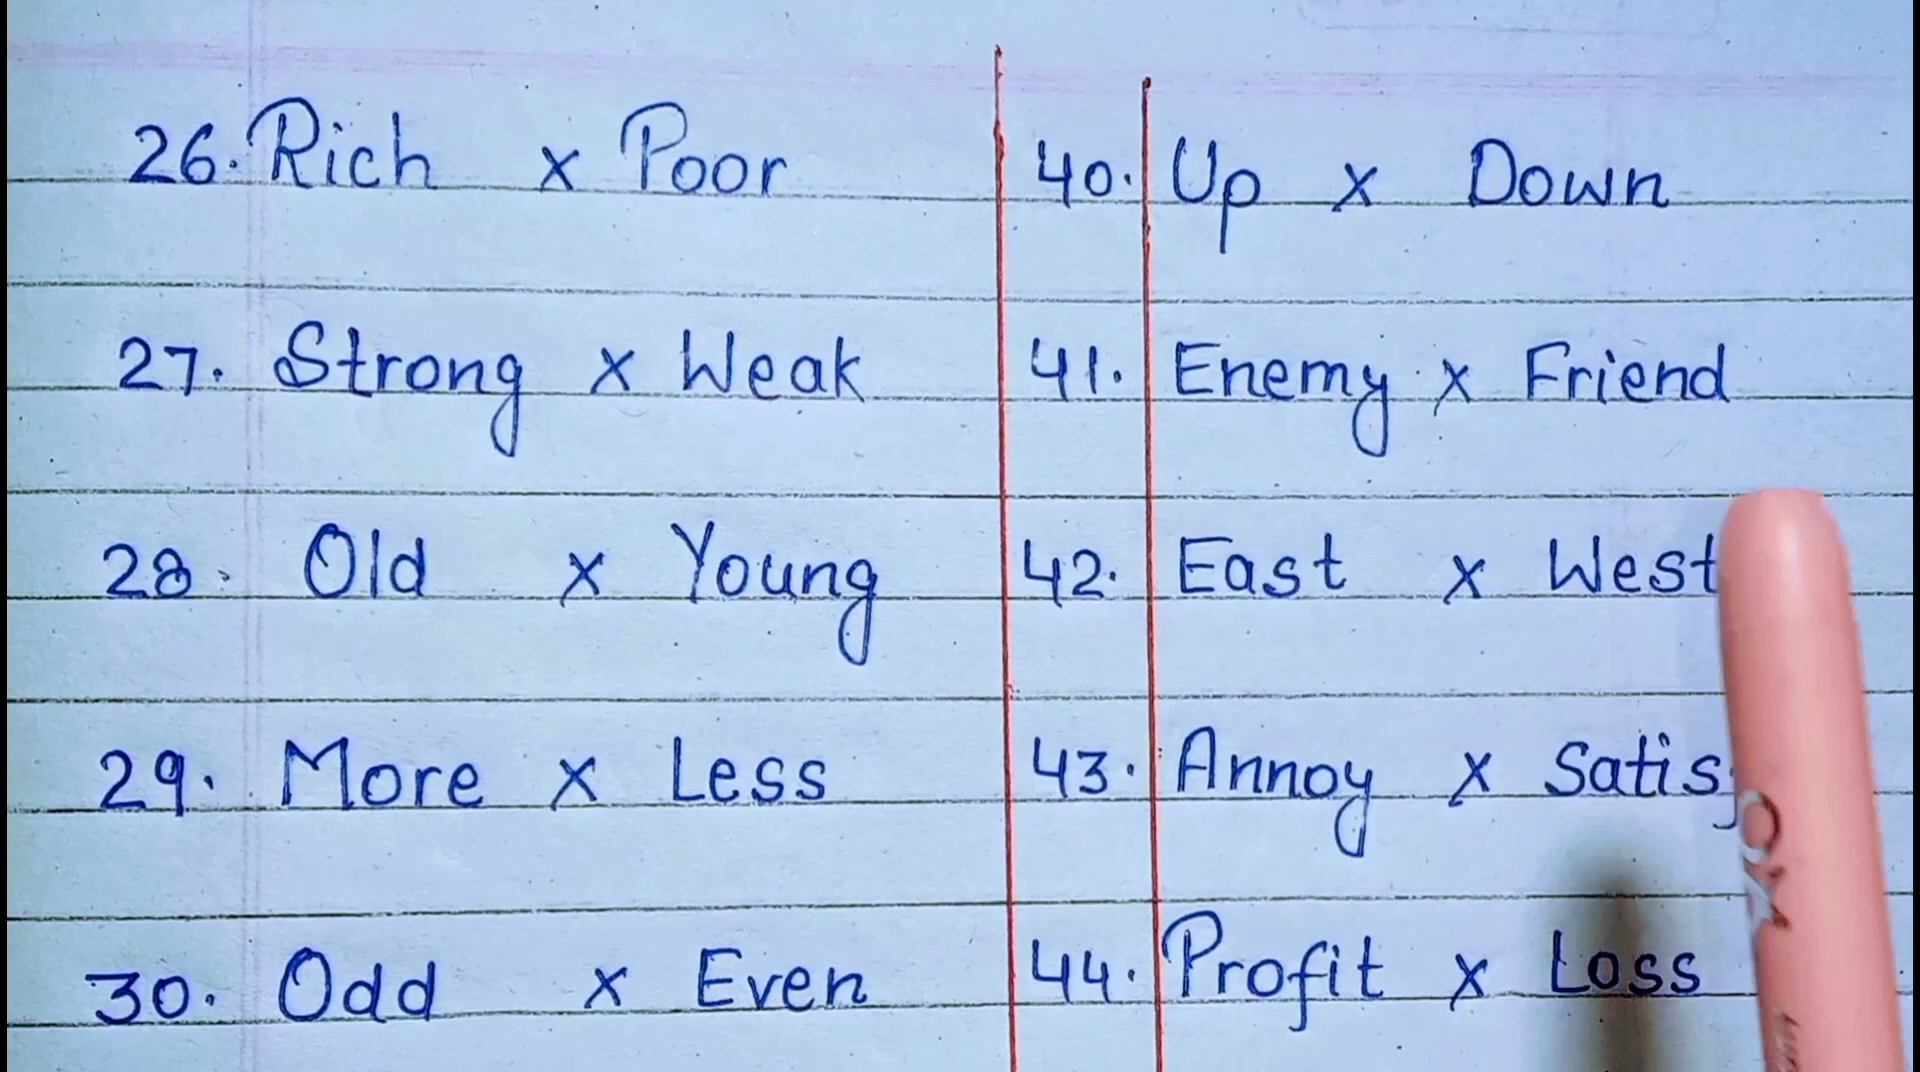 26. Rich x Poor
27. Strong x Weak
28. Old x Young
29. More x Less
30. Odd x Even
40. Up x Down
41. Enemy x Friend
42. East x West
43. Annoy x
44. Profit x Loss